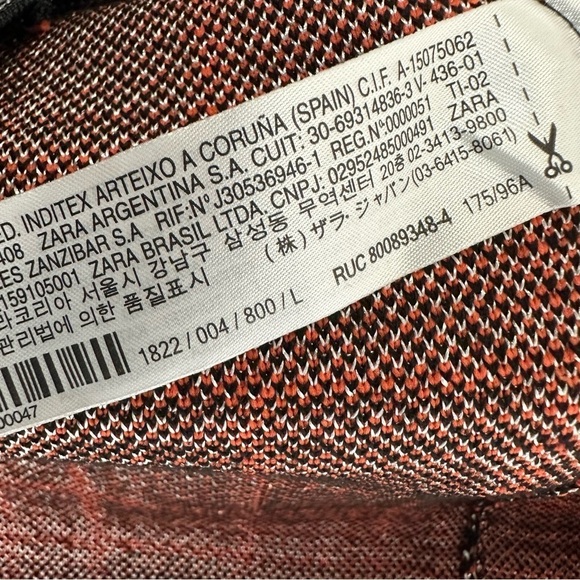 ED. INDITEX ARTEIXO A CORUÑA (SPAIN) C.I.F. A-15075062
408 ZARA ARGENTINA S.A. CUIT: 30-69314836-3 V- 436-01
ES ZANZIBAR S.A RIF:Nº J30536946-1 REG.Nº:0000051 TI-02
159105001 ZARA BRASIL LTDA. CNPJ: 02952485000491 ZARA
코리아 서울시 강남구 삼성동 무역센터 20층 02-3413-9800
관리법에 의한 품질표시 (株) ザラ・ジャパン(03-6415-8061)
1822 / 004 / 800 / L RUC 80089348-4 175/96A
00047